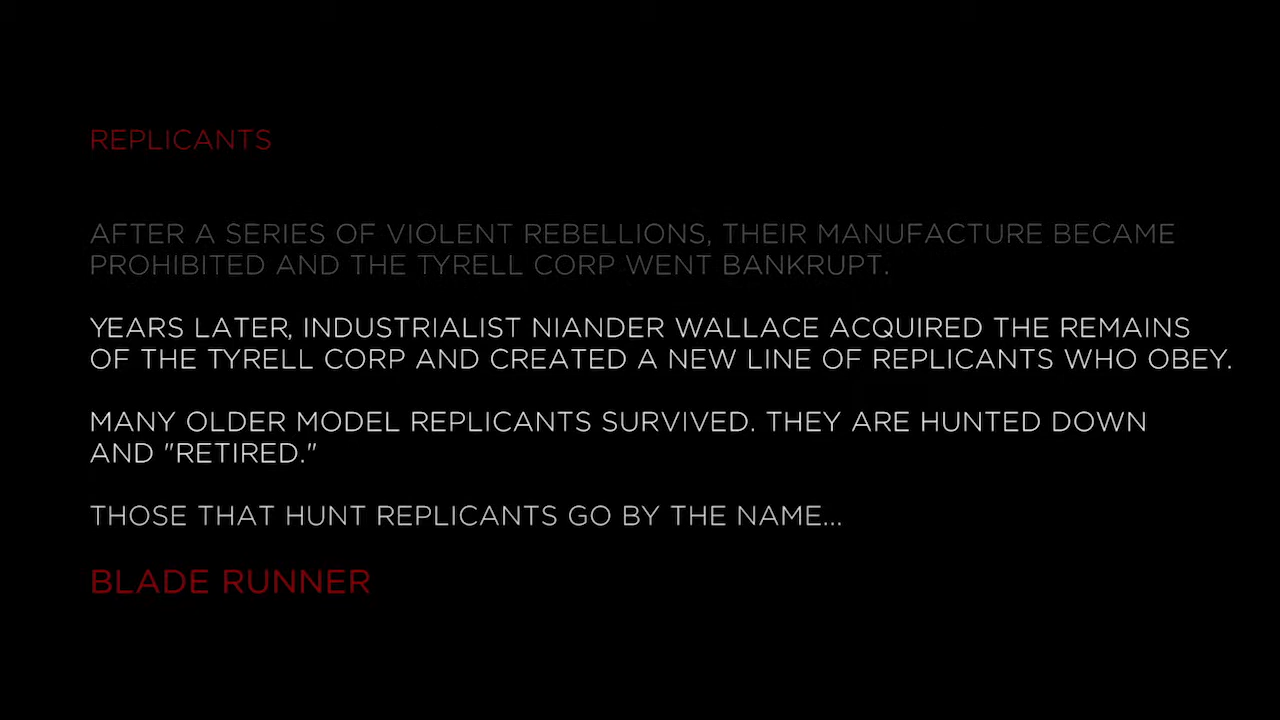 REPLICANTS
AFTER A SERIES OF VIOLENT REBELLIONS, THEIR MANUFACTURE BECAME
PROHIBITED AND THE TYRELL CORP WENT BANKRUPT.
YEARS LATER, INDUSTRIALIST NIANDER WALLACE ACQUIRED THE REMAINS
OF THE TYRELL CORP AND CREATED A NEW LINE OF REPLICANTS WHO OBEY.
MANY OLDER MODEL REPLICANTS SURVIVED. THEY ARE HUNTED DOWN
AND "RETIRED."
THOSE THAT HUNT REPLICANTS GO BY THE NAME...
BLADE RUNNER